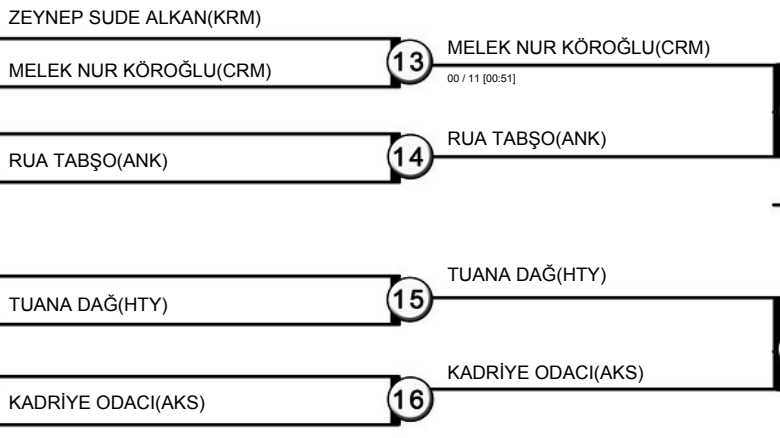 ZEYNEP SUDE ALKAN(KRM)
MELEK NUR KÖROĞLU(CRM)
13
MELEK NUR KÖROĞLU(CRM)
00 / 11 [00:51]
RUA TABŞO(ANK)
14
RUA TABŞO(ANK)
TUANA DAĞ(HTY)
15
TUANA DAĞ(HTY)
KADRİYE ODACI(AKS)
16
KADRİYE ODACI(AKS)